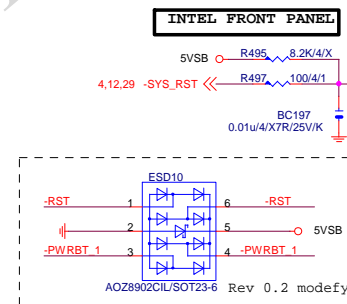 INTEL FRONT PANEL
5VSB R495 8.2K/4/X
4,12,29 -SYS_RST R497 100/4/1
BC197
0.01u/4/X7R/25V/K
ESD10
-RST 1 6 -RST
2 5 5VSB
-PWRBT_1 3 4 -PWRBT_1
AOZ8902CIL/SOT23-6 Rev 0.2 modefy